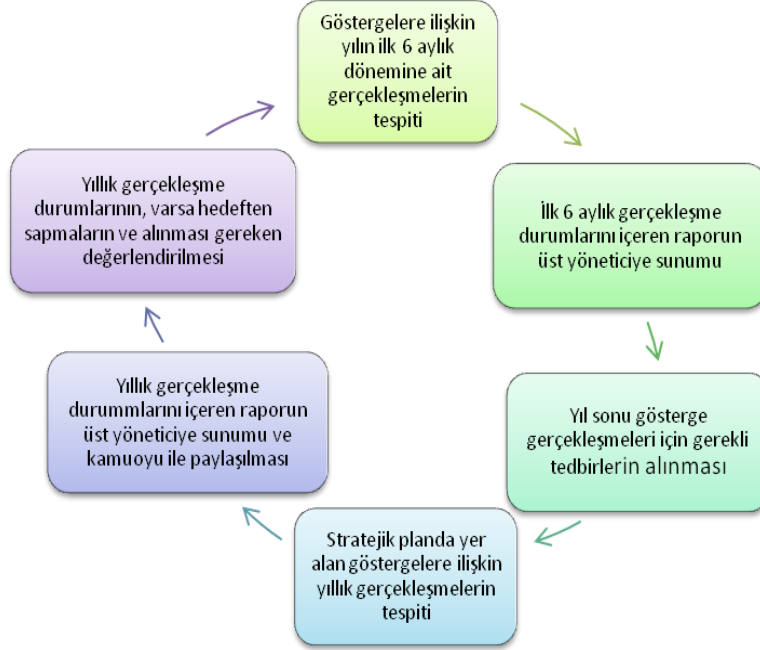 Göstergelere ilişkin
yılın ilk 6 aylık
dönemine ait
gerçekleşmelerin
tespiti
İlk 6 aylık gerçekleşme
durumlarını içeren raporun
üst yöneticiye sunumu
Yıl sonu gösterge
gerçekleşmeleri için gerekli
tedbirlerin alınması
Stratejik planda yer
alan göstergelere ilişkin
yıllık gerçekleşmelerin
tespiti
Yıllık gerçekleşme
durummlarını içeren raporun
üst yöneticiye sunumu ve
kamuoyu ile paylaşılması
Yıllık gerçekleşme
durumlarının, varsa hedeften
sapmaların ve alınması gereken
değerlendirilmesi